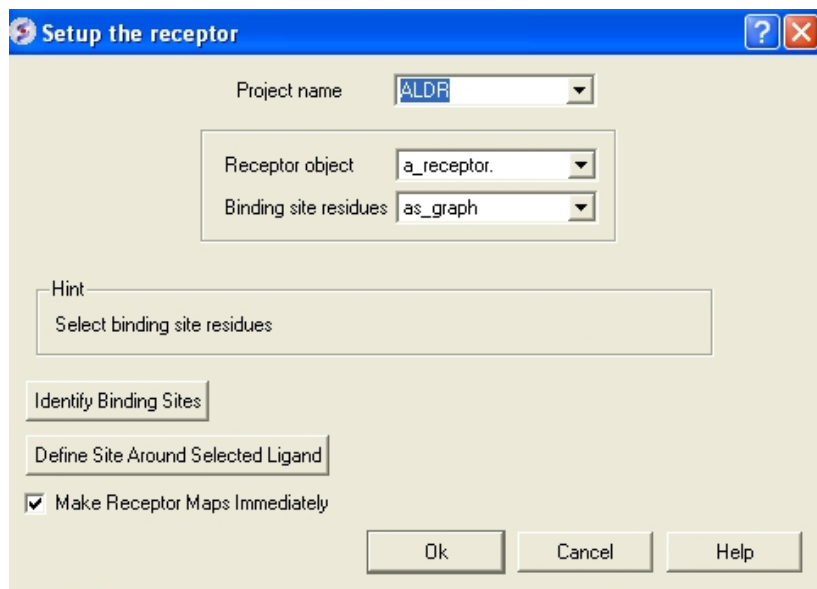 Setup the receptor
Project name ALDR
Receptor object a_receptor.
Binding site residues as_graph
Hint
Select binding site residues
Identify Binding Sites
Define Site Around Selected Ligand
Make Receptor Maps Immediately
Ok Cancel Help